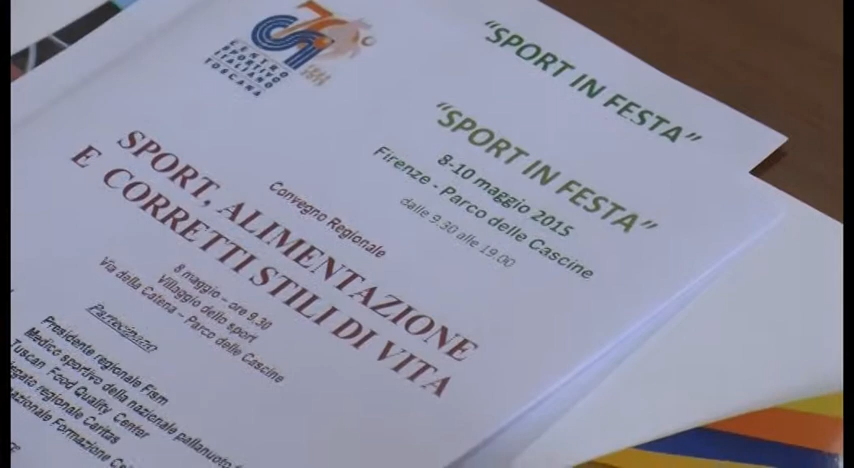 "SPORT IN FESTA"
70
CSI
CENTRO
SPORTIVO
ITALIANO
TOSCANA
"SPORT IN FESTA"
8-10 maggio 2015
Firenze - Parco delle Cascine
dalle 9.30 alle 19.00
Convegno Regionale
SPORT, ALIMENTAZIONE
E CORRETTI STILI DI VITA
8 maggio – ore 9.30
Villaggio dello sport
Via della Catena – Parco delle Cascine
Partecipano
Presidente regionale Fism
Medico sportivo della nazionale pallanuoto
Tuscan Food Quality Center
regionale Caritas
Formazione